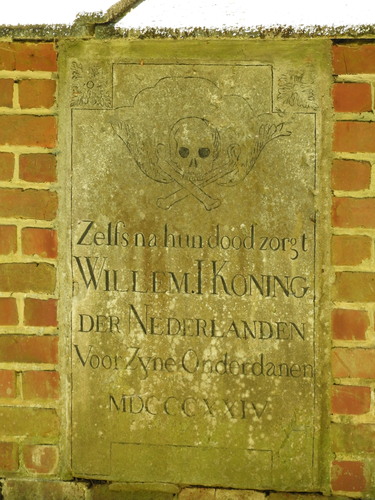 Zelfs na hun dood zorgt
WILLEM.I KONING
DER NEDERLANDEN
Voor Zyne Onderdanen
MDCCCXXIV